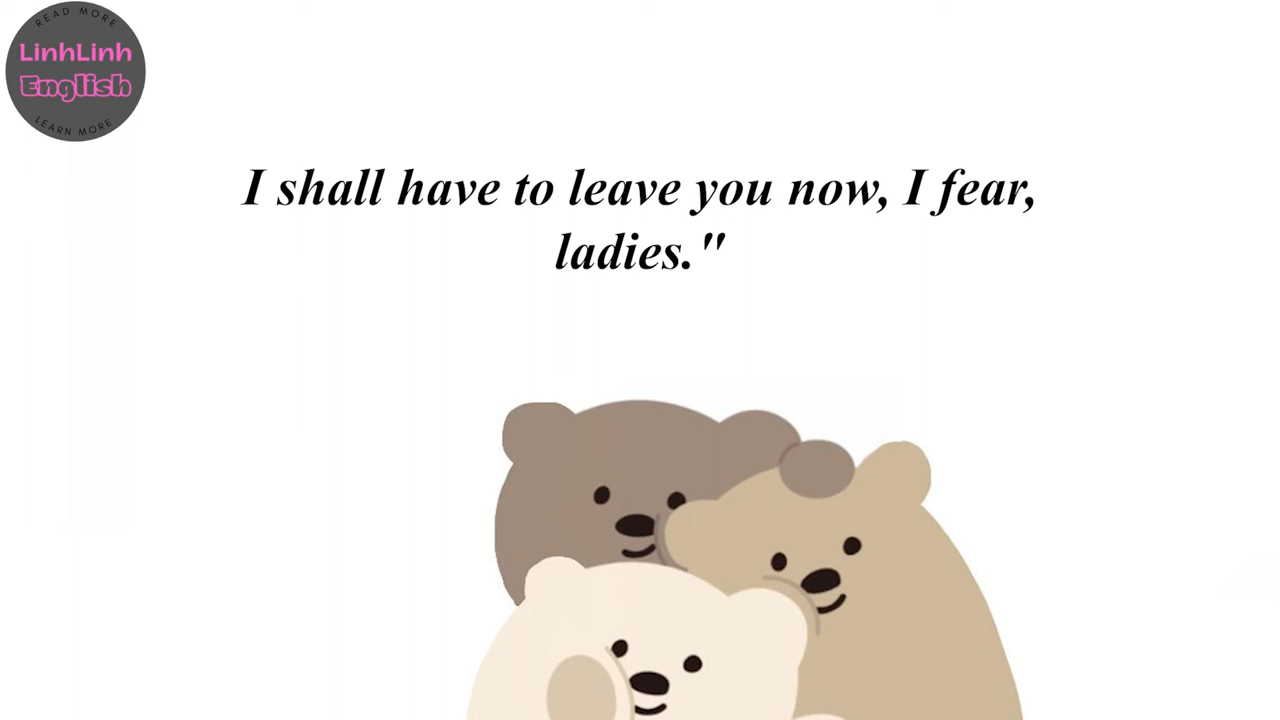 READ MORE
LinhLinh
English
LEARN MORE
I shall have to leave you now, I fear,
ladies."